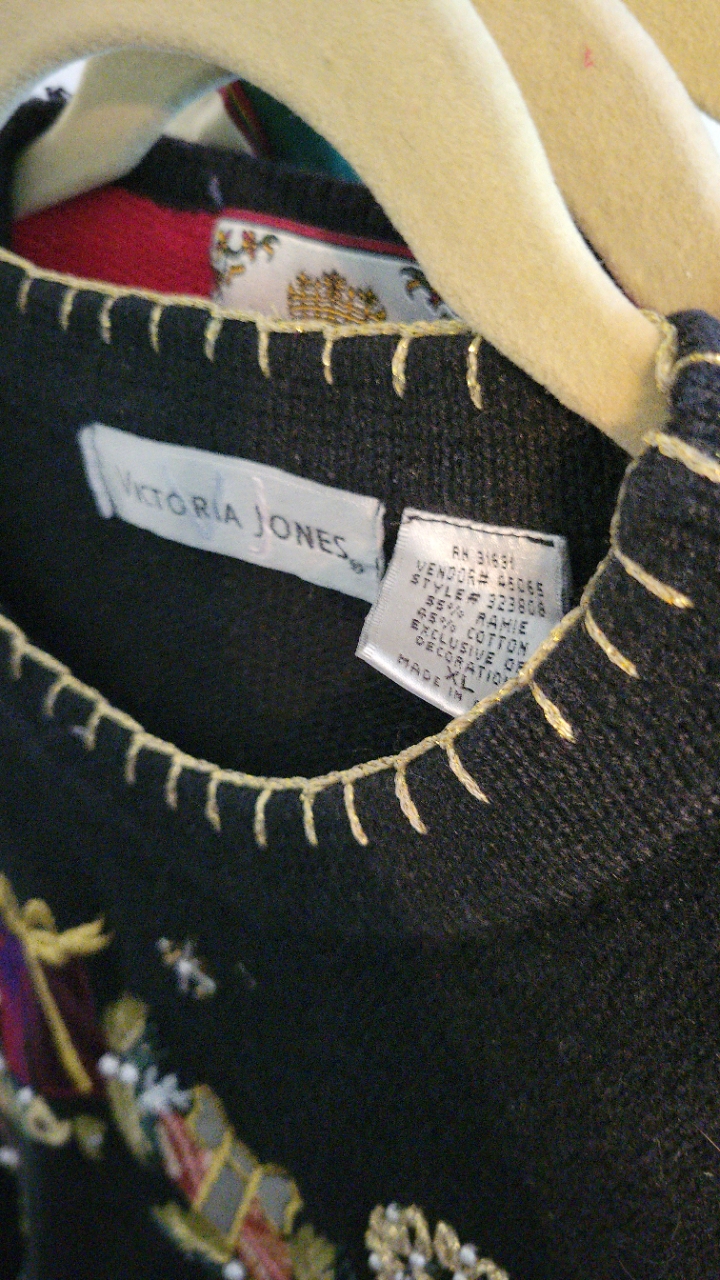 VICTORIA JONES
RN 31631
VENDOR# 45065
STYLE# 323808
55% RAMIE
45% COTTON
EXCLUSIVE OF
DECORATION
XL
MADE IN